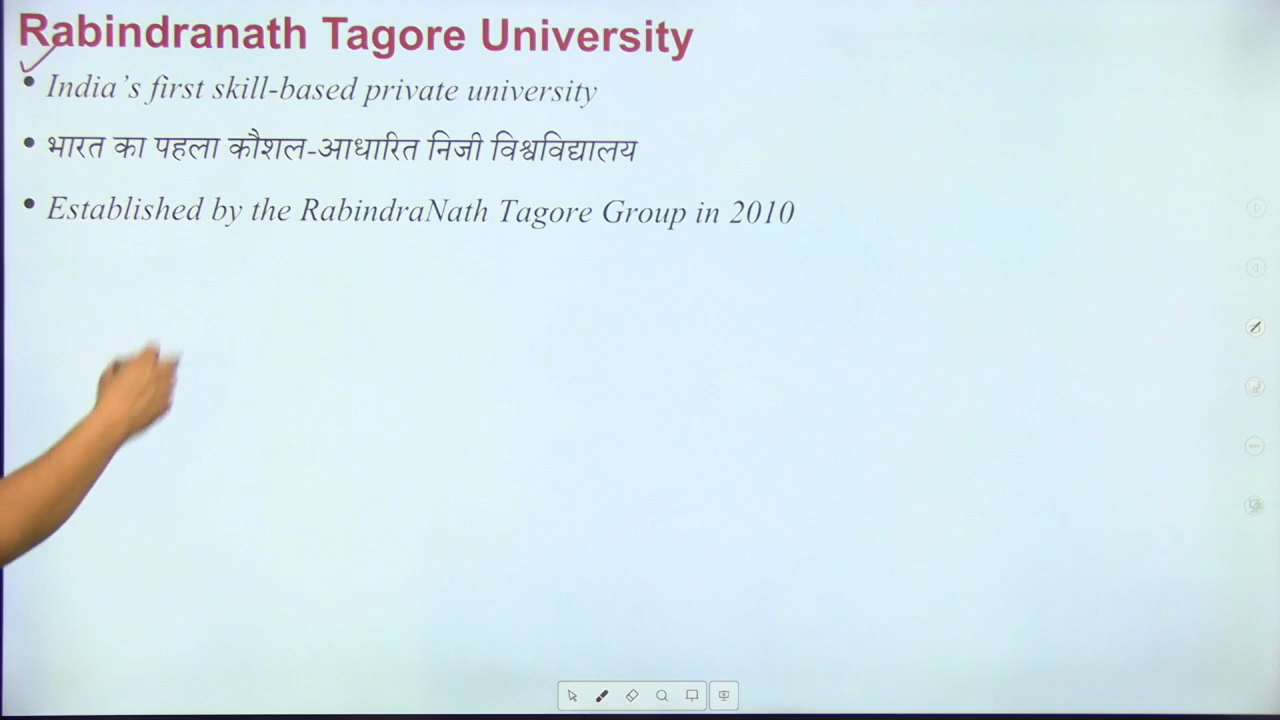 Rabindranath Tagore University
• India's first skill-based private university
• भारत का पहला कौशल-आधारित निजी विश्वविद्यालय
• Established by the RabindraNath Tagore Group in 2010